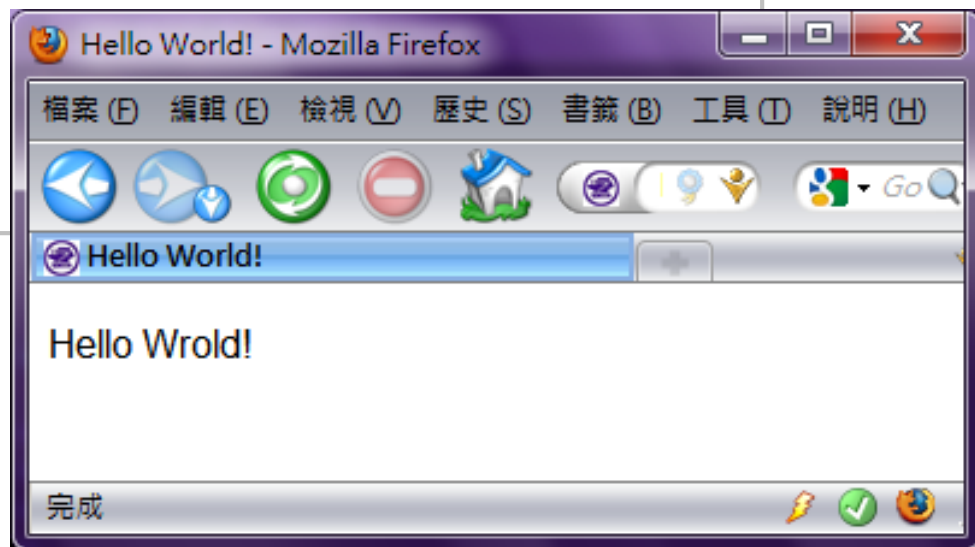 Hello World! - Mozilla Firefox
檔案 (F) 編輯 (E) 檢視 (V) 歷史 (S) 書籤 (B) 工具 (T) 說明 (H)
Go
Hello World!
Hello Wrold!
完成